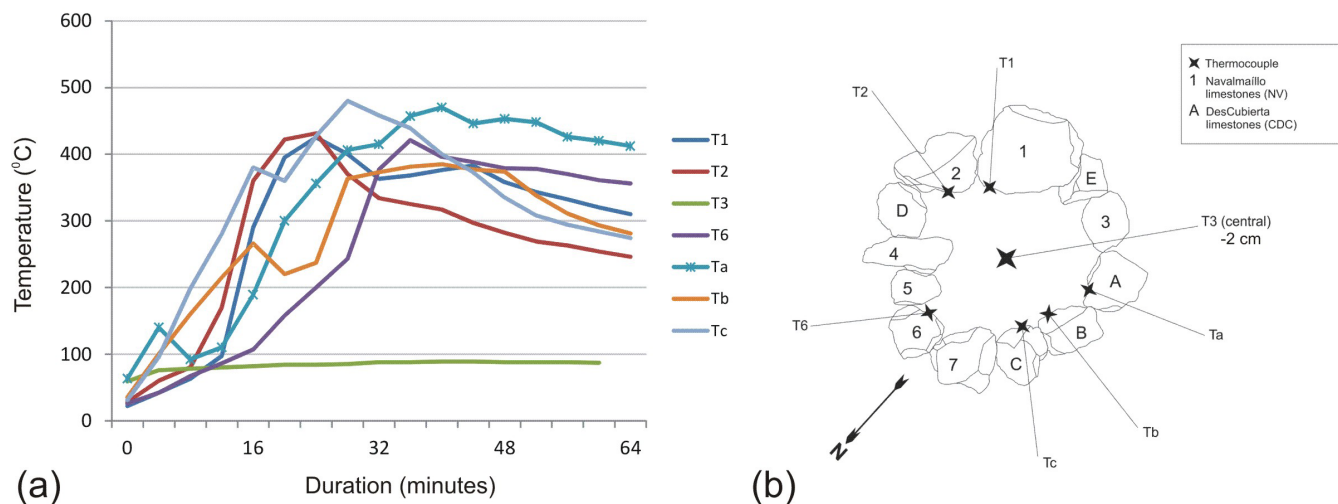 600
500
400
300
200
100
0
Temperature (⁰C)
0
16
32
48
64
Duration (minutes)
(a)
T1
T2
T3
T6
Ta
Tb
Tc
T1
T2
Thermocouple
1 Navalmaíllo
limestones (NV)
A DesCubierta
limestones (CDC)
1
2
E
D
3
T3 (central)
-2 cm
4
A
5
T6
6
B
7
C
Ta
Tb
Tc
N
(b)